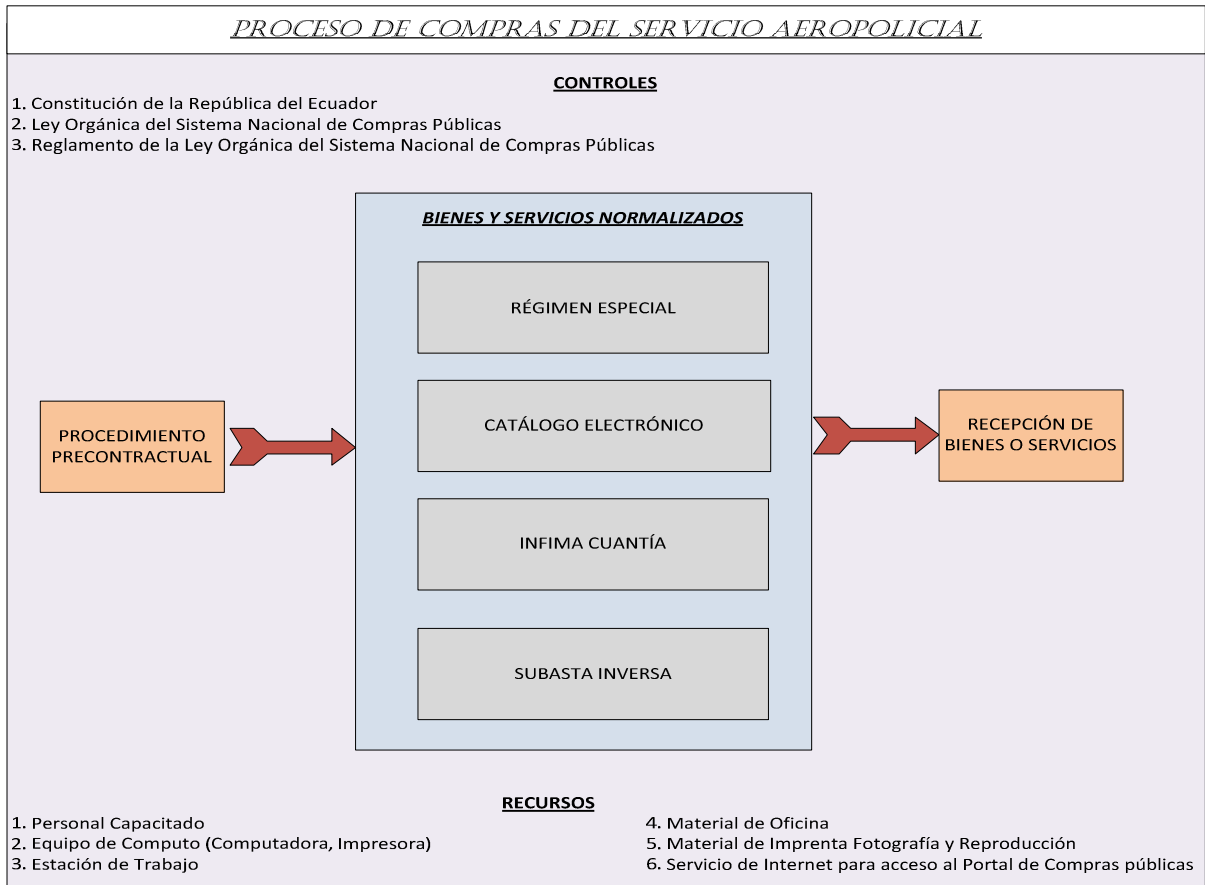 PROCESO DE COMPRAS DEL SERVICIO AEROPOLICIAL
CONTROLES
1. Constitución de la República del Ecuador
2. Ley Orgánica del Sistema Nacional de Compras Públicas
3. Reglamento de la Ley Orgánica del Sistema Nacional de Compras Públicas
BIENES Y SERVICIOS NORMALIZADOS
RÉGIMEN ESPECIAL
CATÁLOGO ELECTRÓNICO
INFIMA CUANTÍA
SUBASTA INVERSA
PROCEDIMIENTO
PRECONTRACTUAL
RECEPCIÓN DE
BIENES O SERVICIOS
RECURSOS
1. Personal Capacitado
2. Equipo de Computo (Computadora, Impresora)
3. Estación de Trabajo
4. Material de Oficina
5. Material de Imprenta Fotografía y Reproducción
6. Servicio de Internet para acceso al Portal de Compras públicas